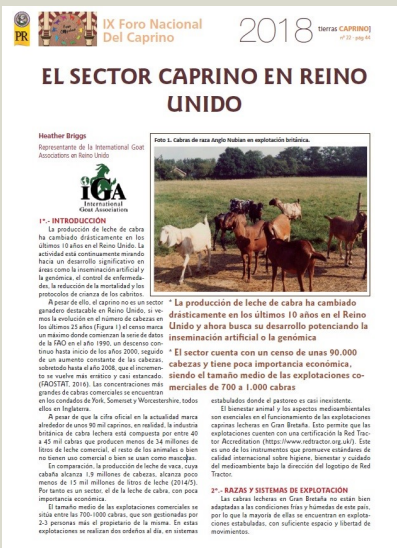 PR
IX Foro Nacional
Del Caprino
2018
tierras CAPRINO|
nº 22 - pág 84
EL SECTOR CAPRINO EN REINO
UNIDO
Heather Briggs
Representante de la International Goat
Associations en Reino Unido
IGA
International
Goat Association
Foto 1. Cabras de raza Anglo Nubian en explotación británica.
1ª.- INTRODUCCIÓN
La producción de leche de cabra
ha cambiado drásticamente en los
últimos 10 años en el Reino Unido. La
actividad está continuamente mirando
hacia un desarrollo significativo en
áreas como la inseminación artificial y
la genómica, el control de enfermeda-
des, la reducción de la mortalidad y los
protocolos de crianza de los cabritos.
A pesar de ello, el caprino no es un sector
ganadero destacable en Reino Unido, si ve-
mos la evolución en el número de cabezas en
los últimos 25 años (Figura 1) el censo marca
un máximo donde comienzan la serie de datos
de la FAO en el año 1990, un descenso con-
tinuo hasta inicio de los años 2000, seguido
de un aumento constante de las cabezas,
sobretodo hasta el año 2008, que el incremen-
to se vuelve más errático y casi estancado.
(FAOSTAT, 2016). Las concentraciones más
grandes de cabras comerciales se encuentran
en los condados de York, Somerset y Worcestershire, todos
ellos en Inglaterra.
A pesar de que la cifra oficial en la actualidad marca
alrededor de unos 90 mil caprinos, en realidad, la industria
británica de cabra lechera está compuesta por entre 40
a 45 mil cabras que producen menos de 34 millones de
litros de leche comercial, el resto de los animales o bien
no tienen uso comercial o bien se usan como mascotas.
En comparación, la producción de leche de vaca, cuya
cabaña alcanza 1,9 millones de cabezas, alcanza poco
menos de 15 mil millones de litros de leche (2014/5).
Por tanto es un sector, el de la leche de cabra, con poca
importancia económica.
El tamaño medio de las explotaciones comerciales se
sitúa entre las 700-1000 cabras, que son gestionadas por
2-3 personas más el propietario de la misma. En estas
explotaciones se realizan dos ordeños al día, en sistemas
* La producción de leche de cabra ha cambiado
drásticamente en los últimos 10 años en el Reino
Unido y ahora busca su desarrollo potenciando la
inseminación artificial o la genómica
* El sector cuenta con un censo de unas 90.000
cabezas y tiene poca importancia económica,
siendo el tamaño medio de las explotaciones co-
merciales de 700 a 1.000 cabras
estabulados donde el pastoreo es casi inexistente.
El bienestar animal y los aspectos medioambientales
son esenciales en el funcionamiento de las explotaciones
caprinas lecheras en Gran Bretaña. Esto permite que las
explotaciones cuenten con una certificación la Red Trac-
tor Accreditation (https://www.redtractor.org.uk/). Este
es uno de los instrumentos que promueve estándares de
calidad internacional sobre higiene, bienestar y cuidado
del medioambiente bajo la dirección del logotipo de Red
Tractor.
2ª.- RAZAS Y SISTEMAS DE EXPLOTACIÓN
Las cabras lecheras en Gran Bretaña no están bien
adaptadas a las condiciones frías y húmedas de este país,
por lo que la mayoría de ellas se encuentran en explota-
ciones estabuladas, con suficiente espacio y libertad de
movimientos.